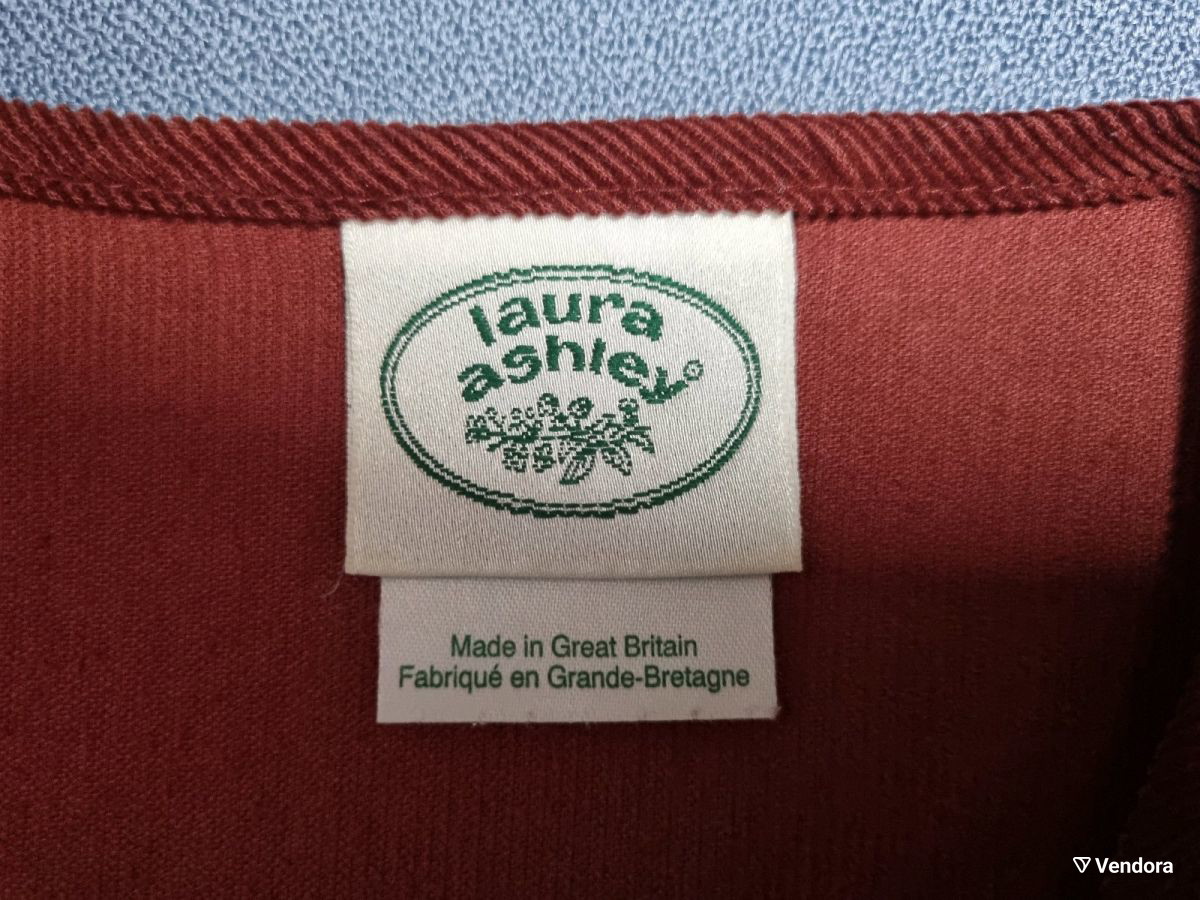 laura
ashley®
Made in Great Britain
Fabriqué en Grande-Bretagne
Vendora